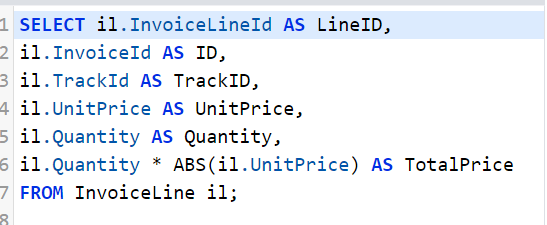 1 SELECT il.InvoiceLineId AS LineID,
2 il.InvoiceId AS ID,
3 il.TrackId AS TrackID,
4 il.UnitPrice AS UnitPrice,
5 il.Quantity AS Quantity,
6 il.Quantity * ABS(il.UnitPrice) AS TotalPrice
7 FROM InvoiceLine il;
8